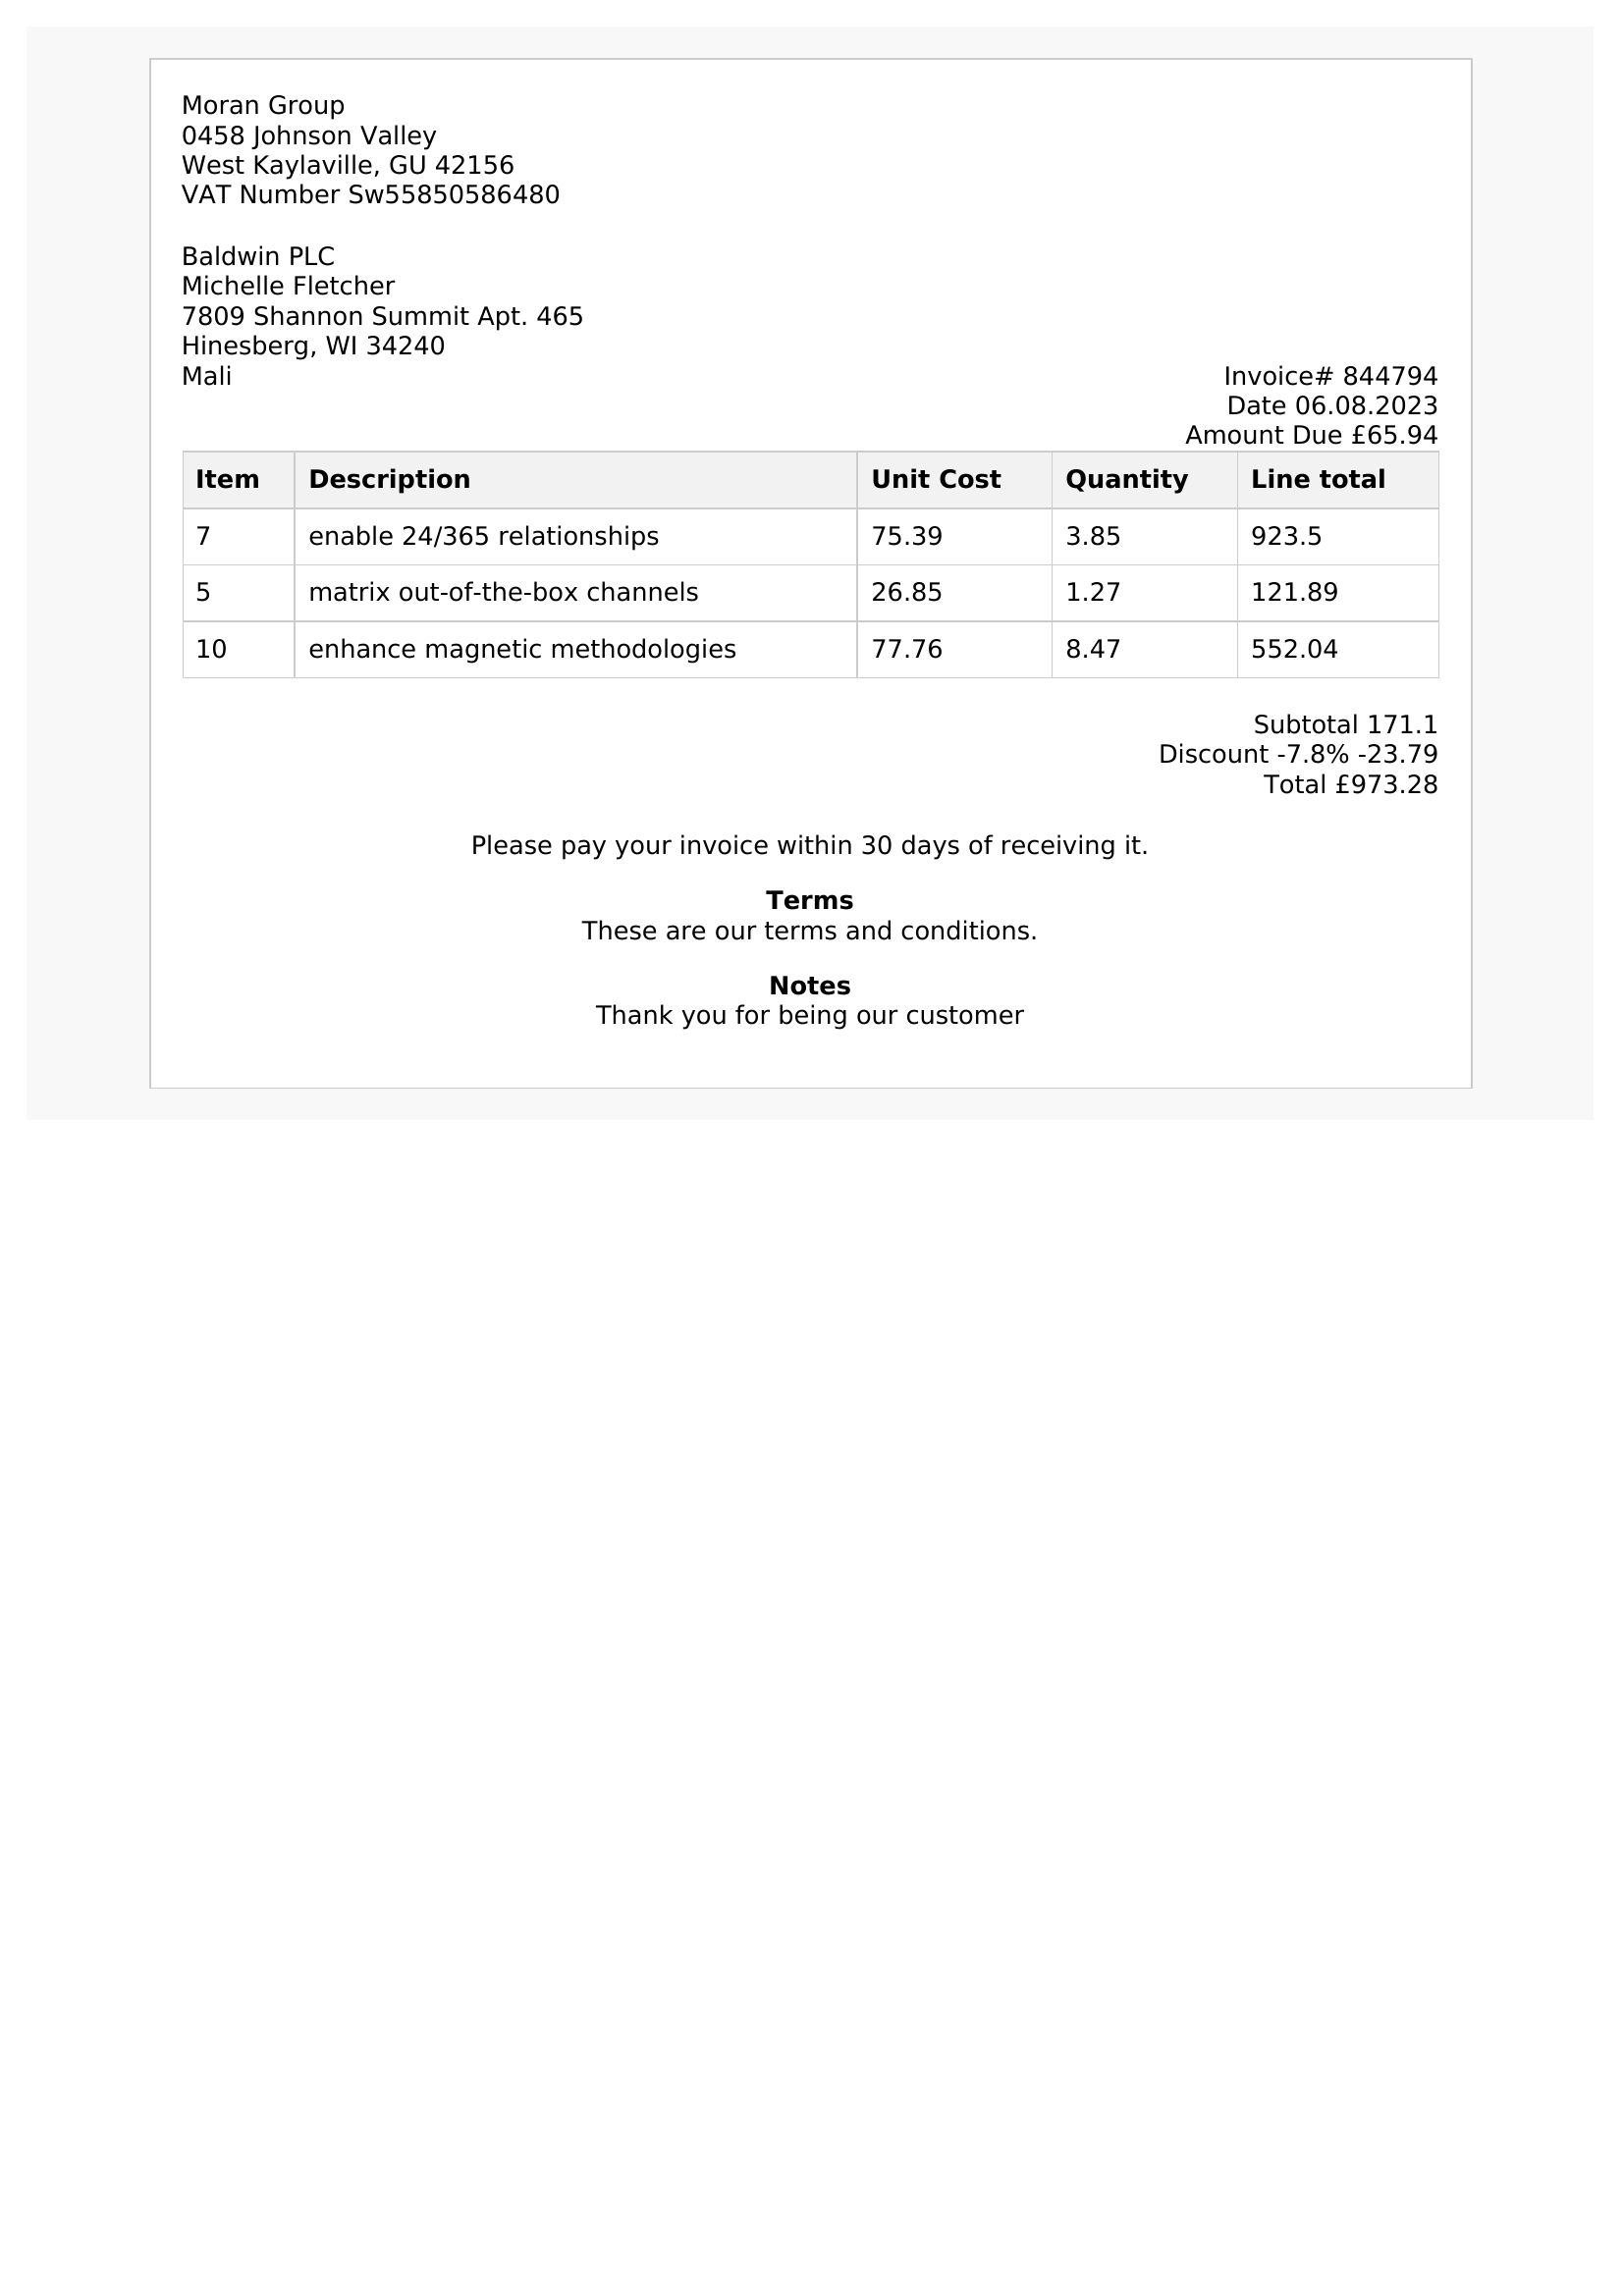 Moran Group
0458 Johnson Valley
West Kaylaville, GU 42156
VAT Number Sw55850586480
Baldwin PLC
Michelle Fletcher
7809 Shannon Summit Apt. 465
Hinesberg, WI 34240
Mali
Invoice# 844794
Date 06.08.2023
Amount Due £65.94
Item Description Unit Cost Quantity Line total
7 enable 24/365 relationships 75.39 3.85 923.5
5 matrix out-of-the-box channels 26.85 1.27 121.89
10 enhance magnetic methodologies 77.76 8.47 552.04
Subtotal 171.1
Discount -7.8% -23.79
Total £973.28
Please pay your invoice within 30 days of receiving it.
Terms
These are our terms and conditions.
Notes
Thank you for being our customer